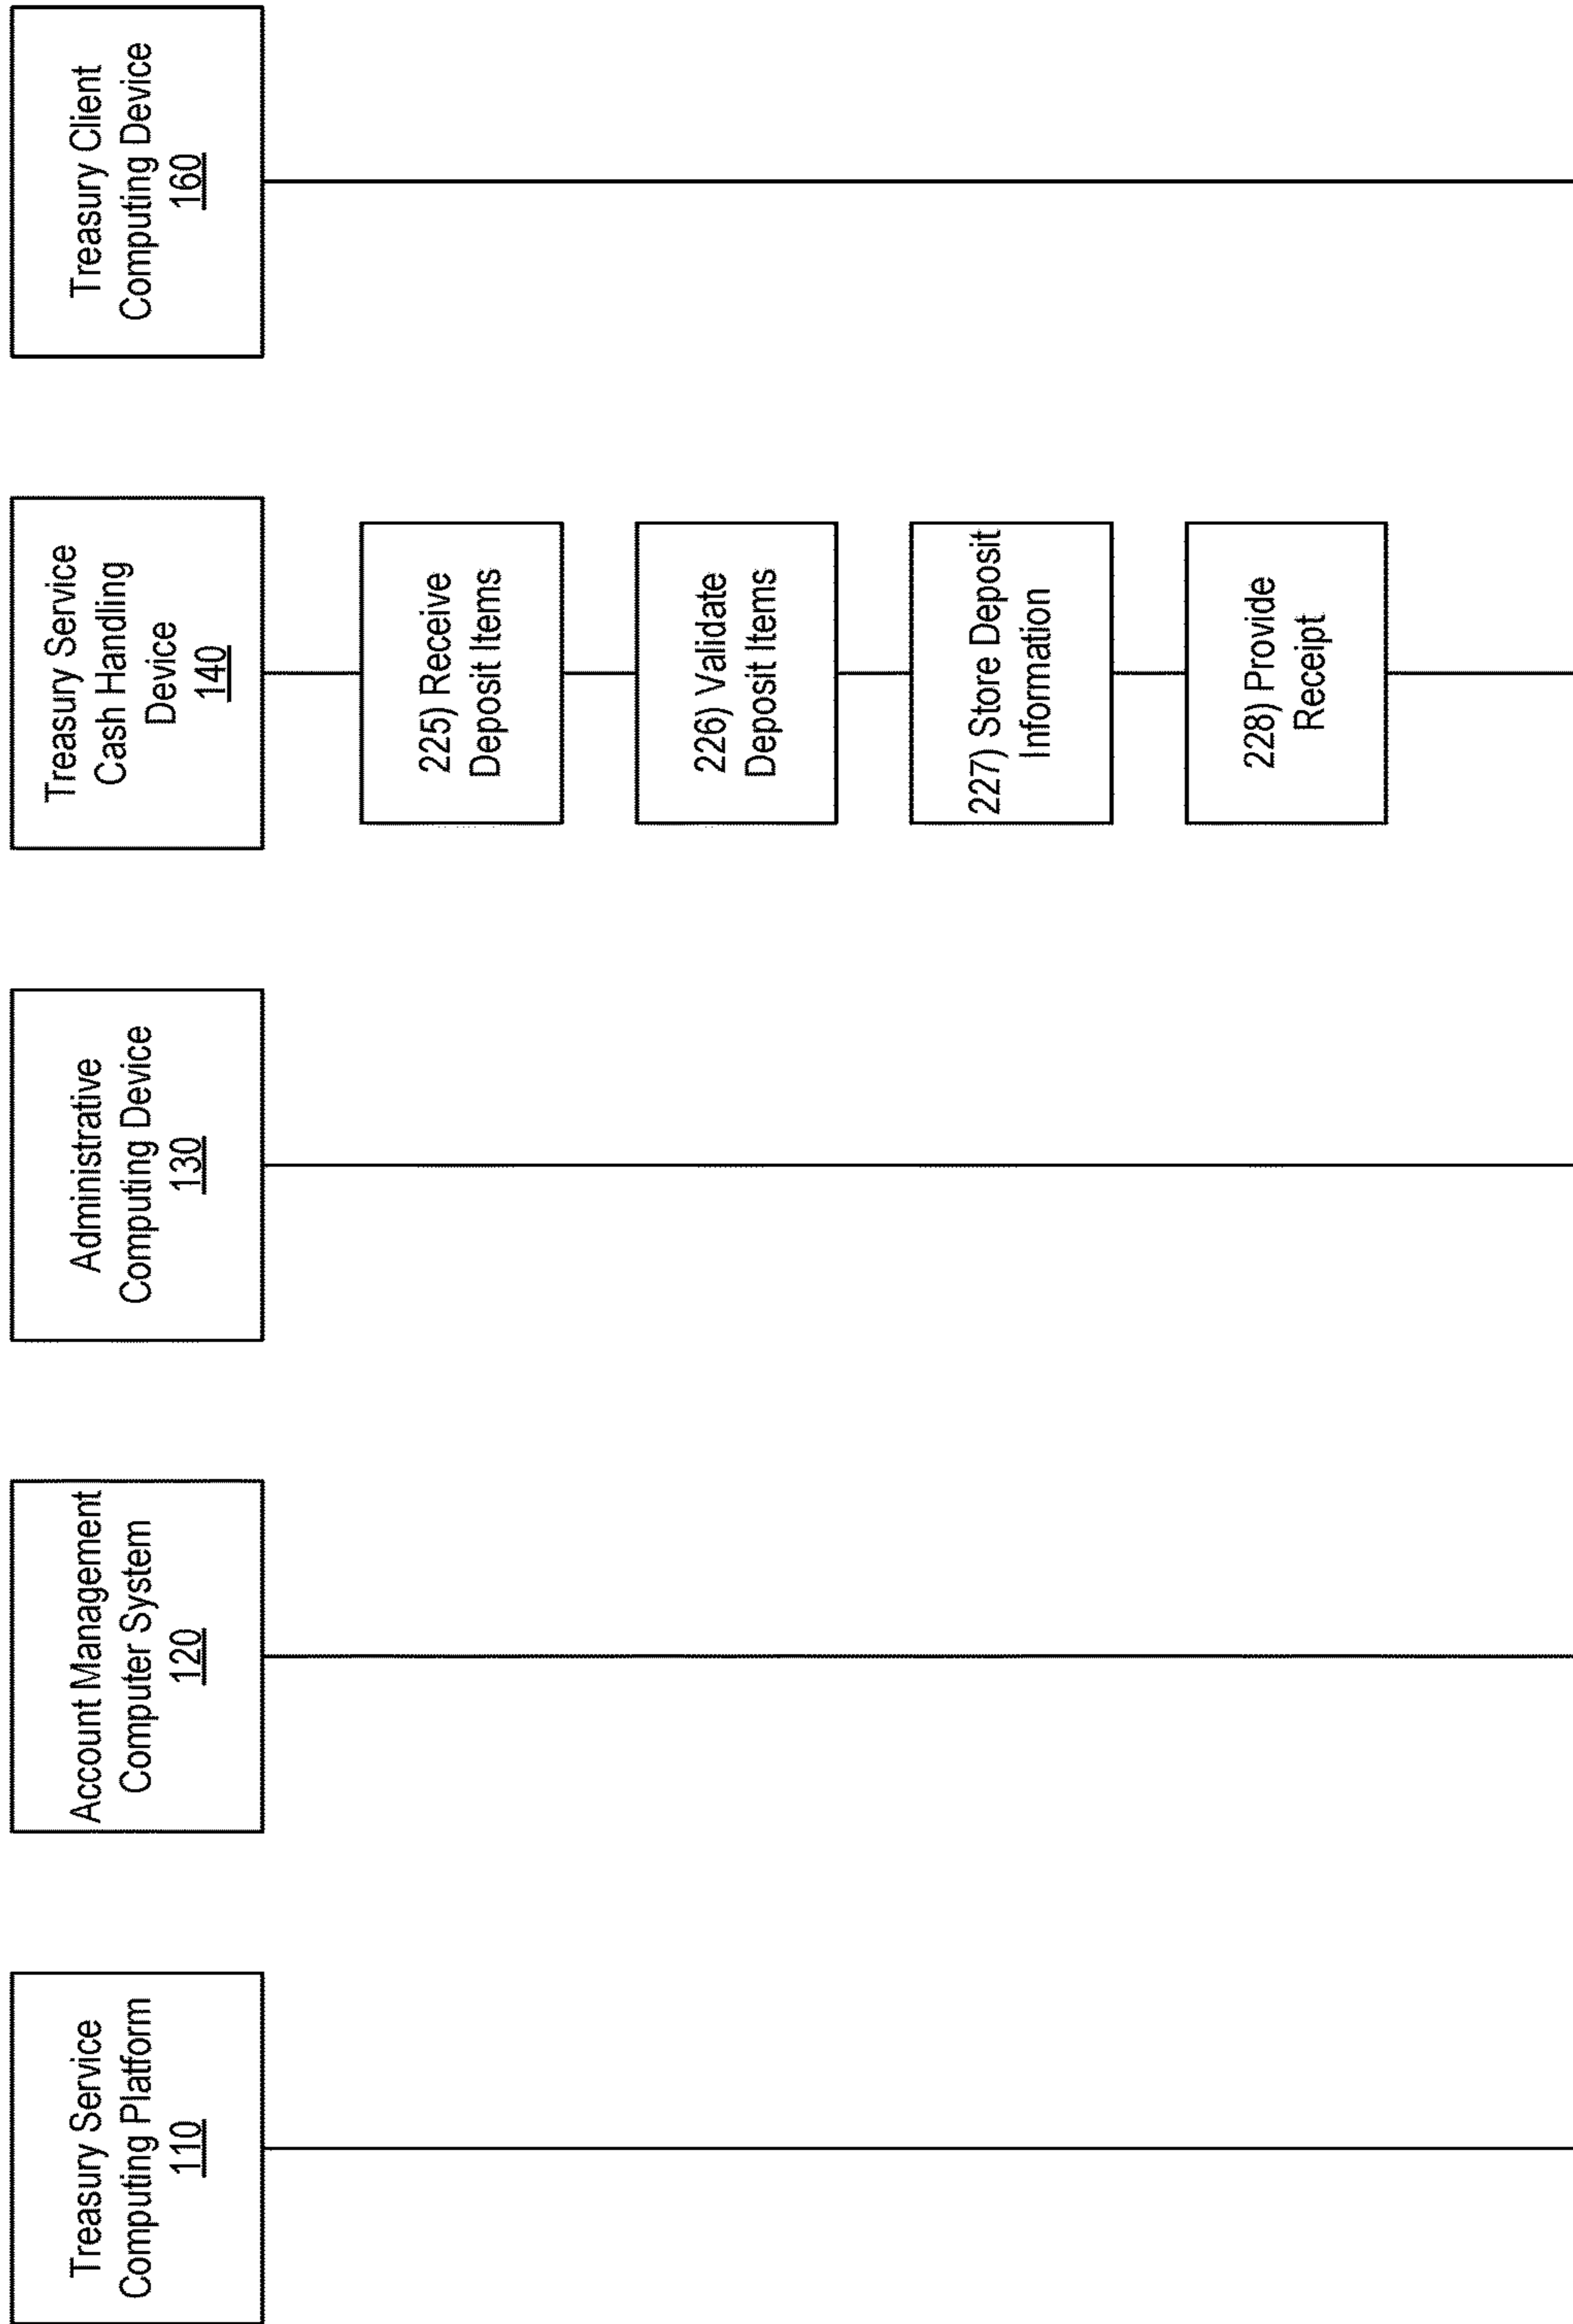 Treasury Service
Computing Platform
110
Account Management
Computer System
120
Administrative
Computing Device
130
Treasury Service
Cash Handling
Device
140
Treasury Client
Computing Device
160
225) Receive
Deposit Items
226) Validate
Deposit Items
227) Store Deposit
Information
228) Provide
Receipt